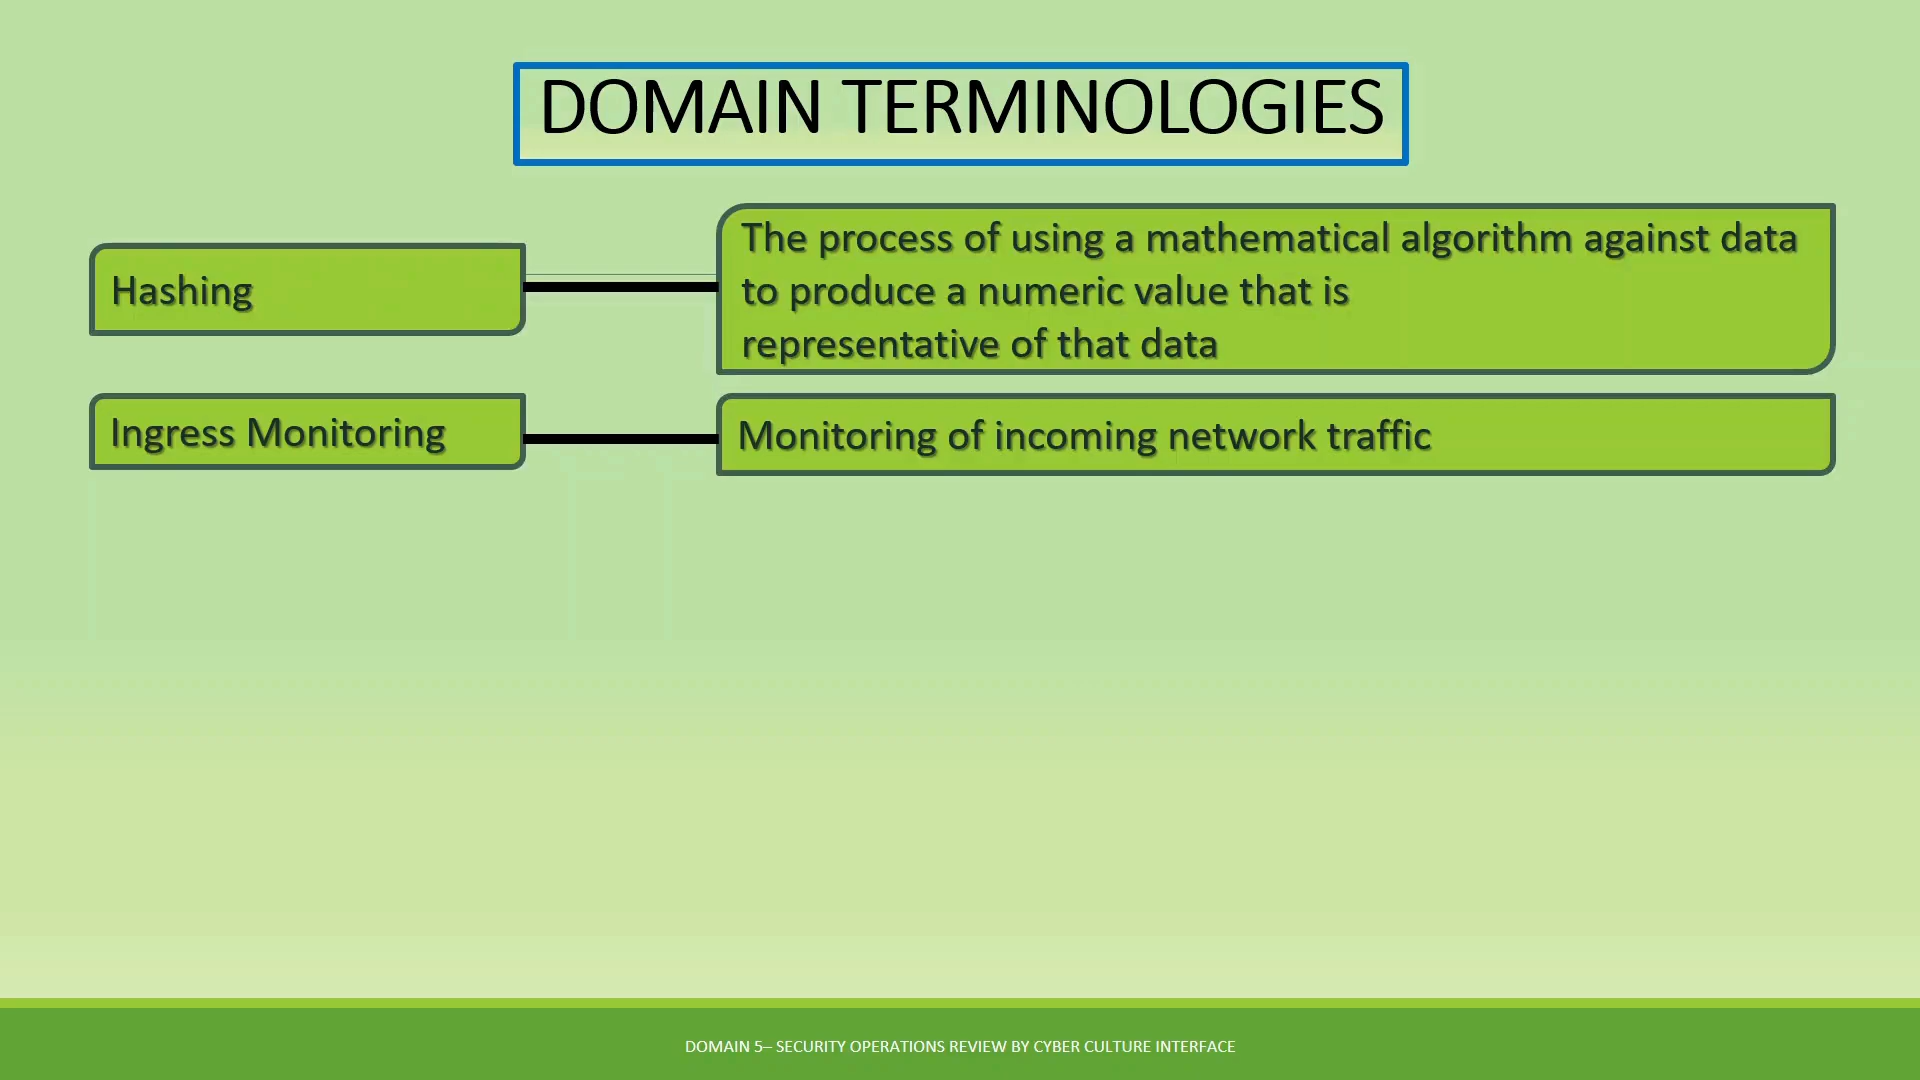 DOMAIN TERMINOLOGIES
Hashing
The process of using a mathematical algorithm against data
to produce a numeric value that is
representative of that data
Ingress Monitoring
Monitoring of incoming network traffic
DOMAIN 5– SECURITY OPERATIONS REVIEW BY CYBER CULTURE INTERFACE